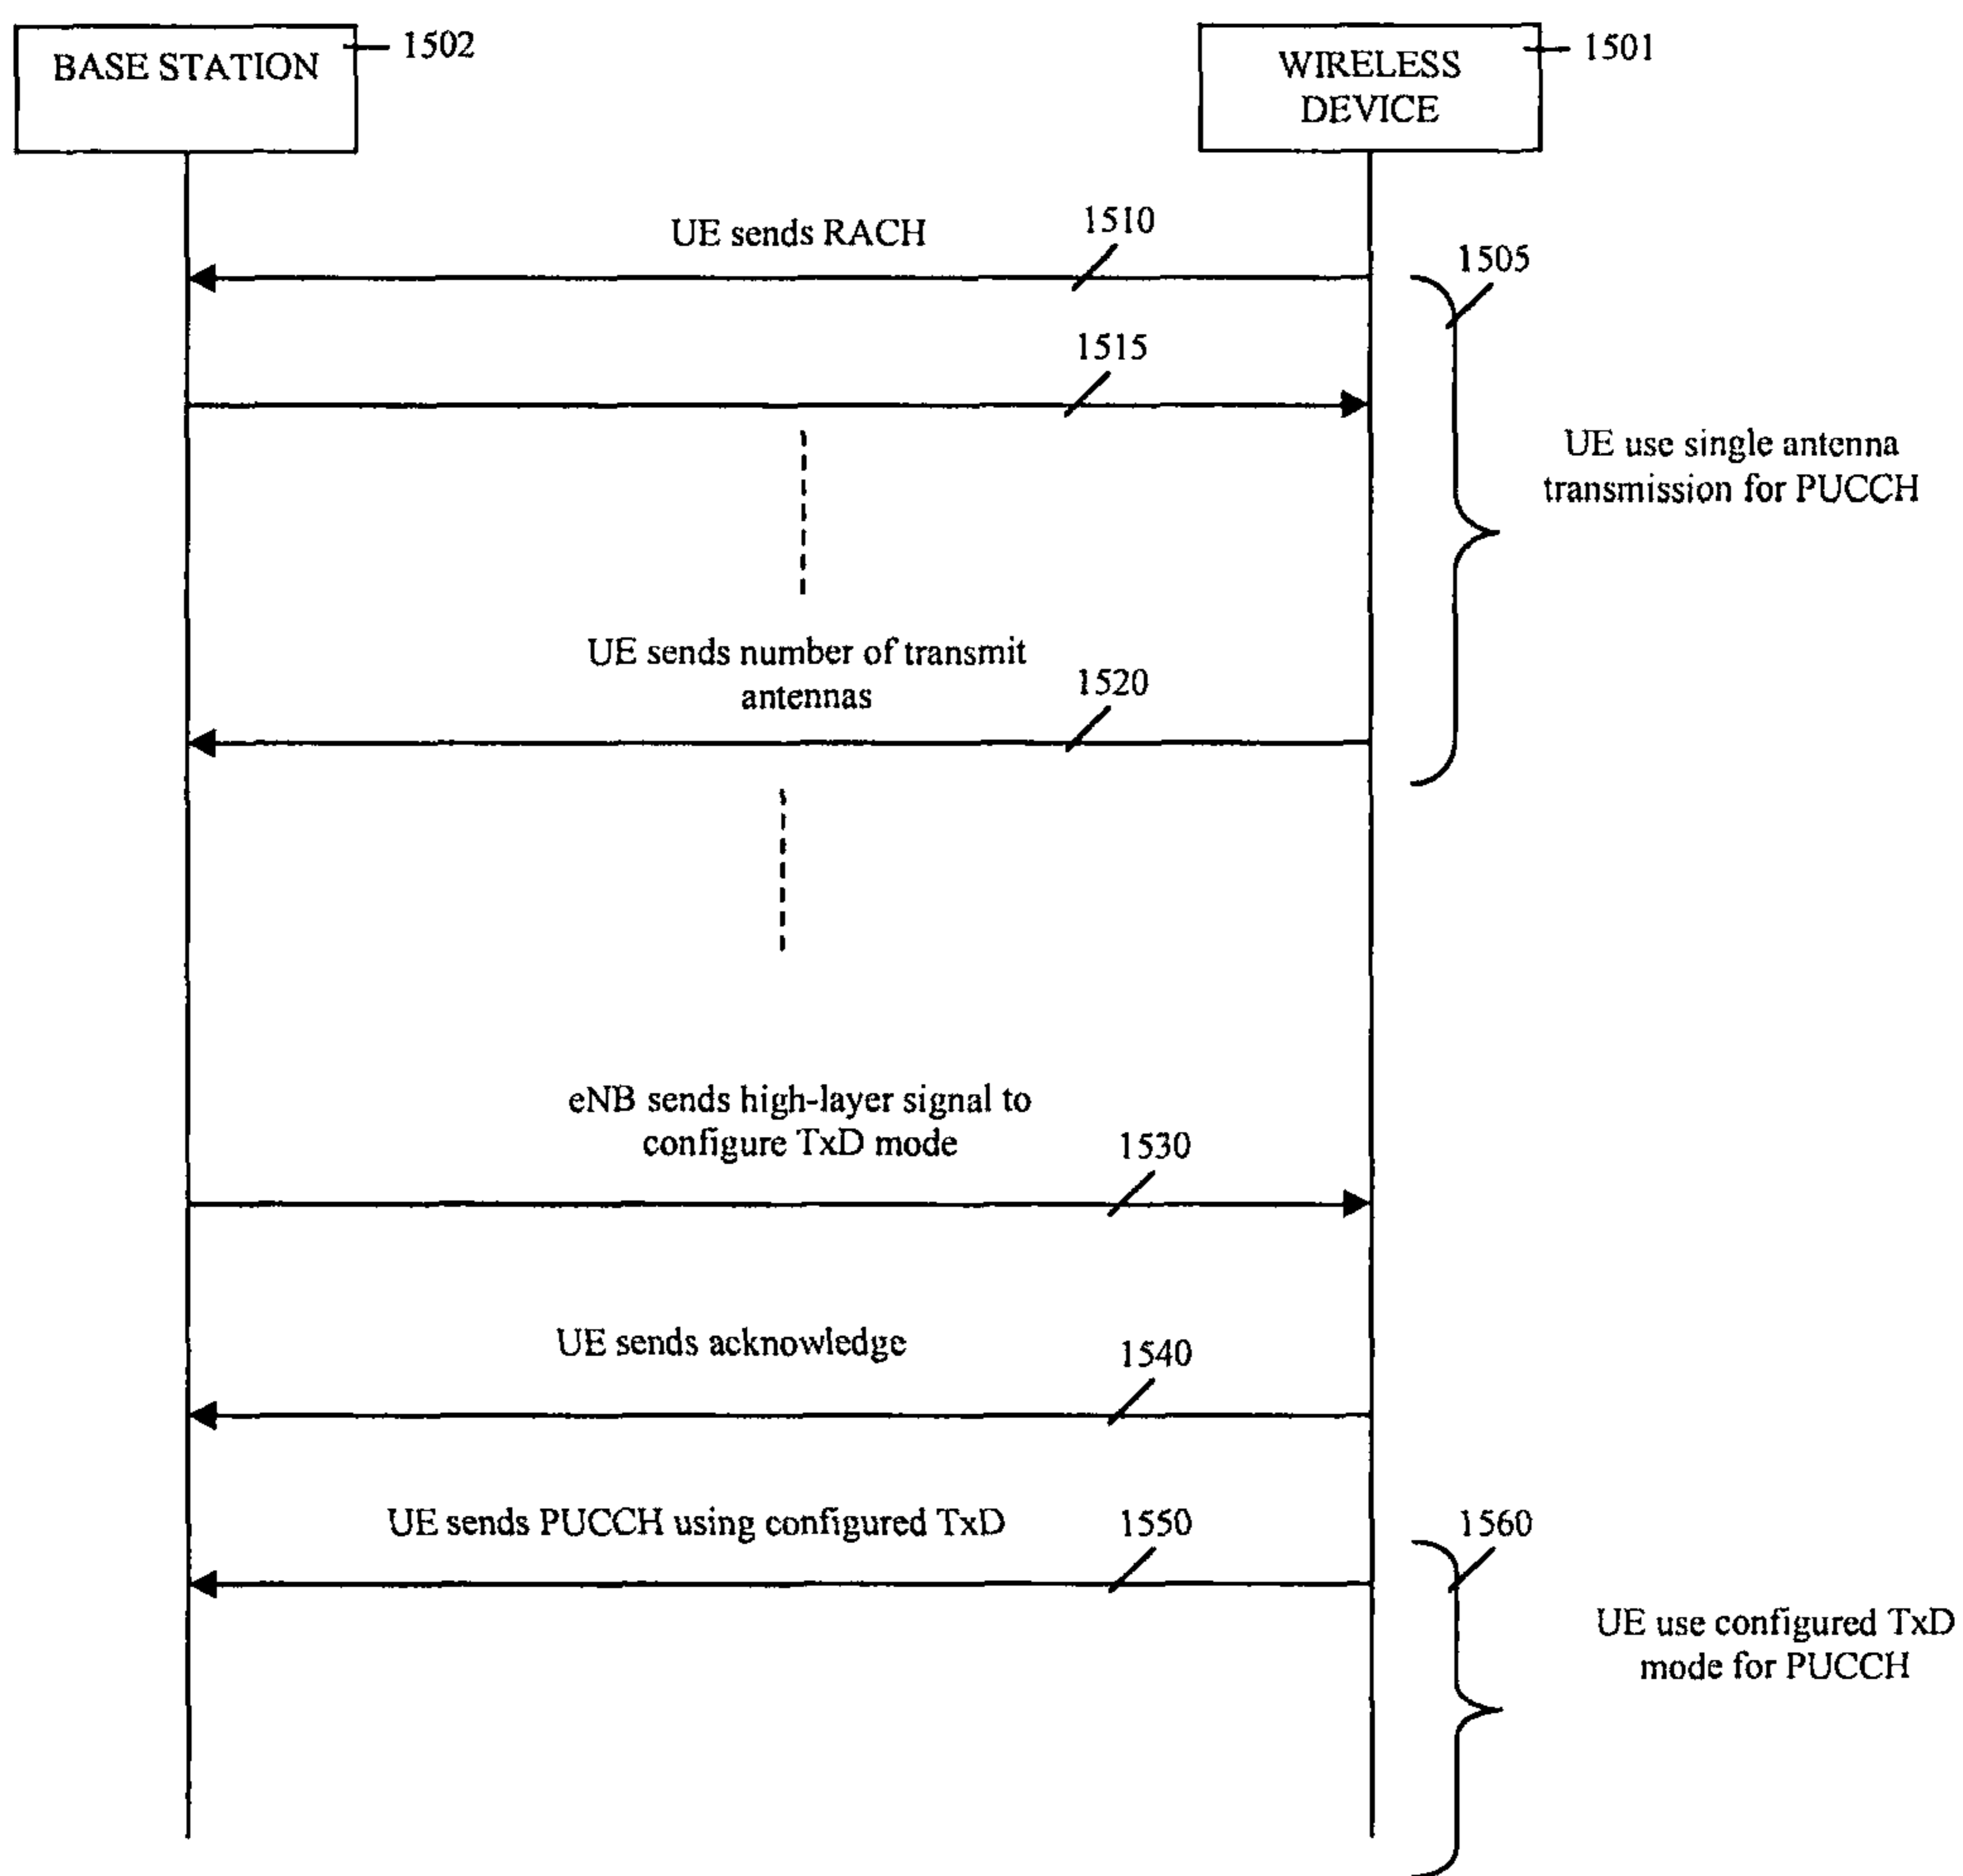 BASE STATION
1502
WIRELESS
DEVICE
1501
UE sends RACH
1510
1505
1515
UE use single antenna
transmission for PUCCH
UE sends number of transmit
antennas
1520
eNB sends high-layer signal to
configure TxD mode
1530
UE sends acknowledge
1540
UE sends PUCCH using configured TxD
1550
1560
UE use configured TxD
mode for PUCCH